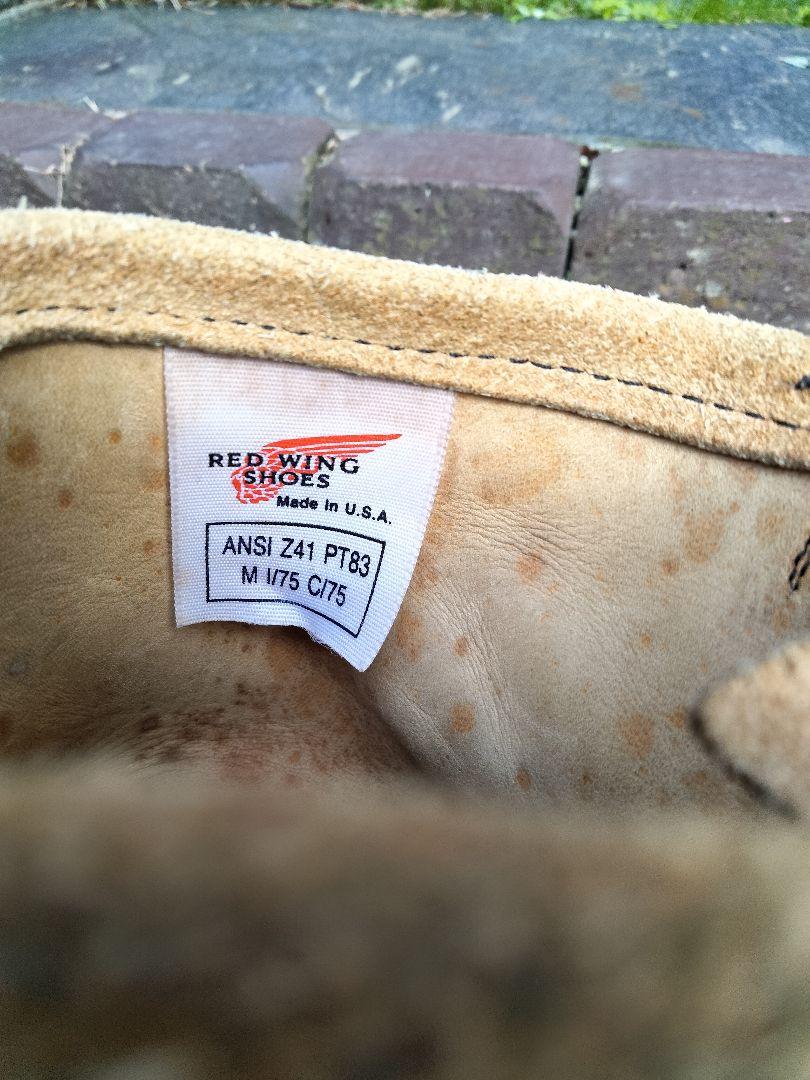 RED WING
SHOES
Made in U.S.A.
ANSI Z41 PT83
M I/75 C/75